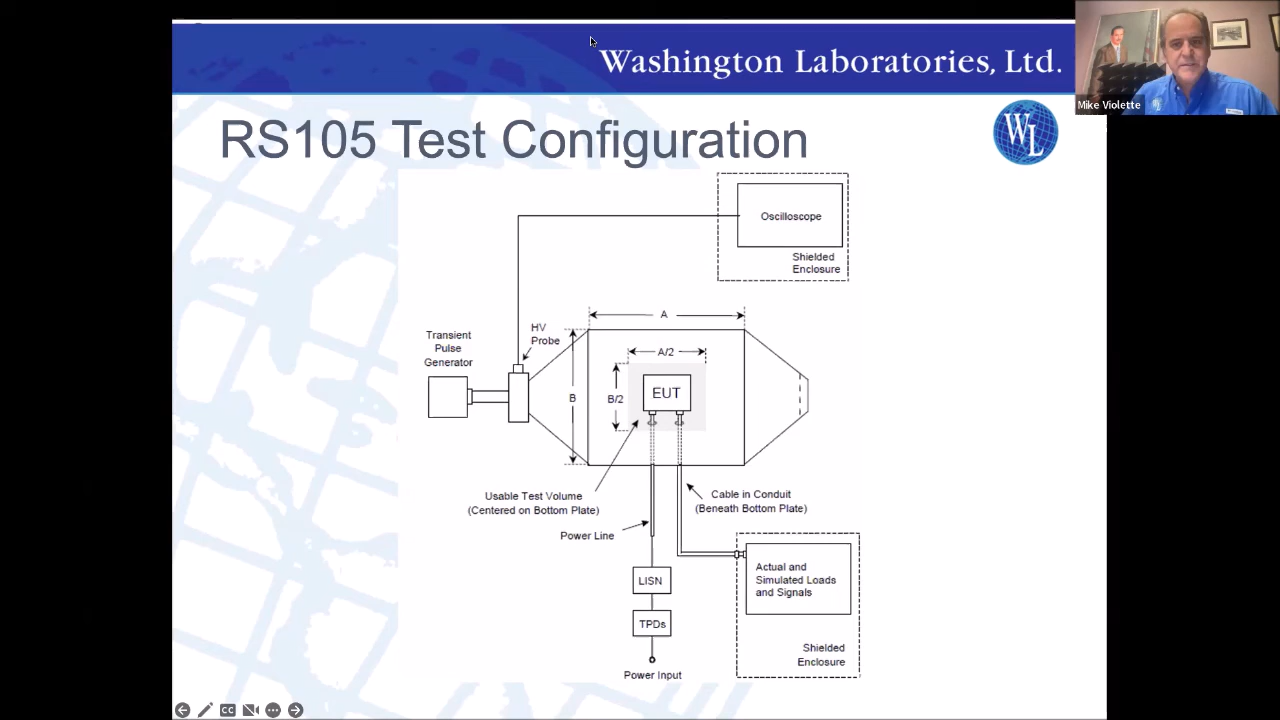 Washington Laboratories, Ltd.
Mike Violette
RS105 Test Configuration
WL
Oscilloscope
Shielded
Enclosure
A
HV
Probe
Transient
Pulse
Generator
A/2
B
B/2
EUT
Usable Test Volume
(Centered on Bottom Plate)
Cable in Conduit
(Beneath Bottom Plate)
Power Line
Actual and
Simulated Loads
and Signals
LISN
TPDs
Shielded
Enclosure
Power Input
CC